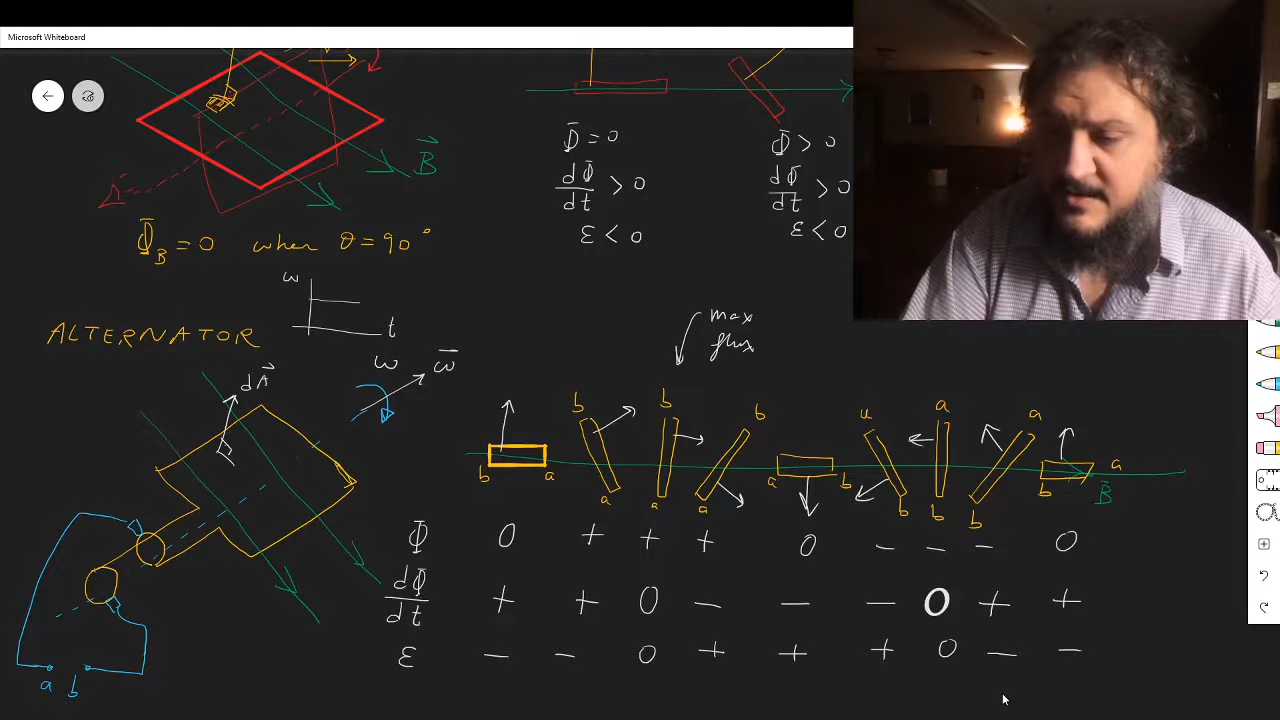 Microsoft Whiteboard
B
Φ_B = 0 when θ = 90°
Φ = 0
dΦ/dt > 0
ε < 0
Φ > 0
dΦ/dt > 0
ε < 0
ω
t
ALTERNATOR
ω ω
dA
max
flux
b b b u a a
b a a a a a b b b b b a
B
Φ 0 + + + 0 - - - 0
dΦ/dt + + 0 - - - 0 + +
ε - - 0 + + + 0 - -
a b